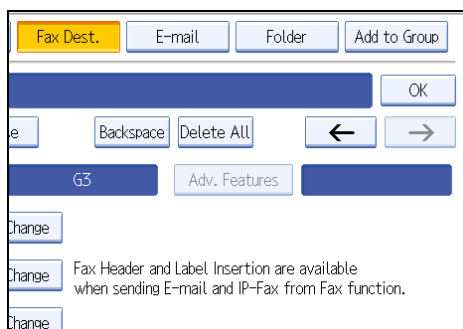 Fax Dest. E-mail Folder Add to Group
OK
Backspace Delete All ← →
G3 Adv. Features
Change
Change Fax Header and Label Insertion are available
when sending E-mail and IP-Fax from Fax function.
Change